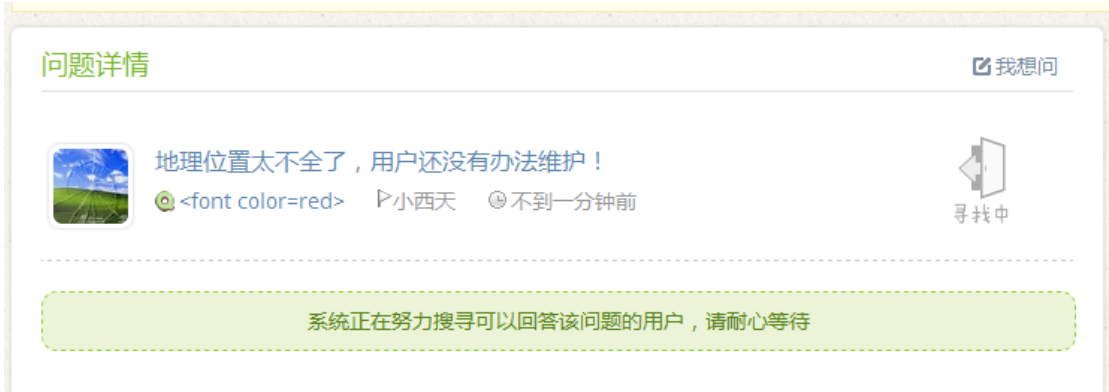 问题详情
我想问
地理位置太不全了，用户还没有办法维护！
<font color=red> 小西天 不到一分钟前
寻找中
系统正在努力搜寻可以回答该问题的用户，请耐心等待